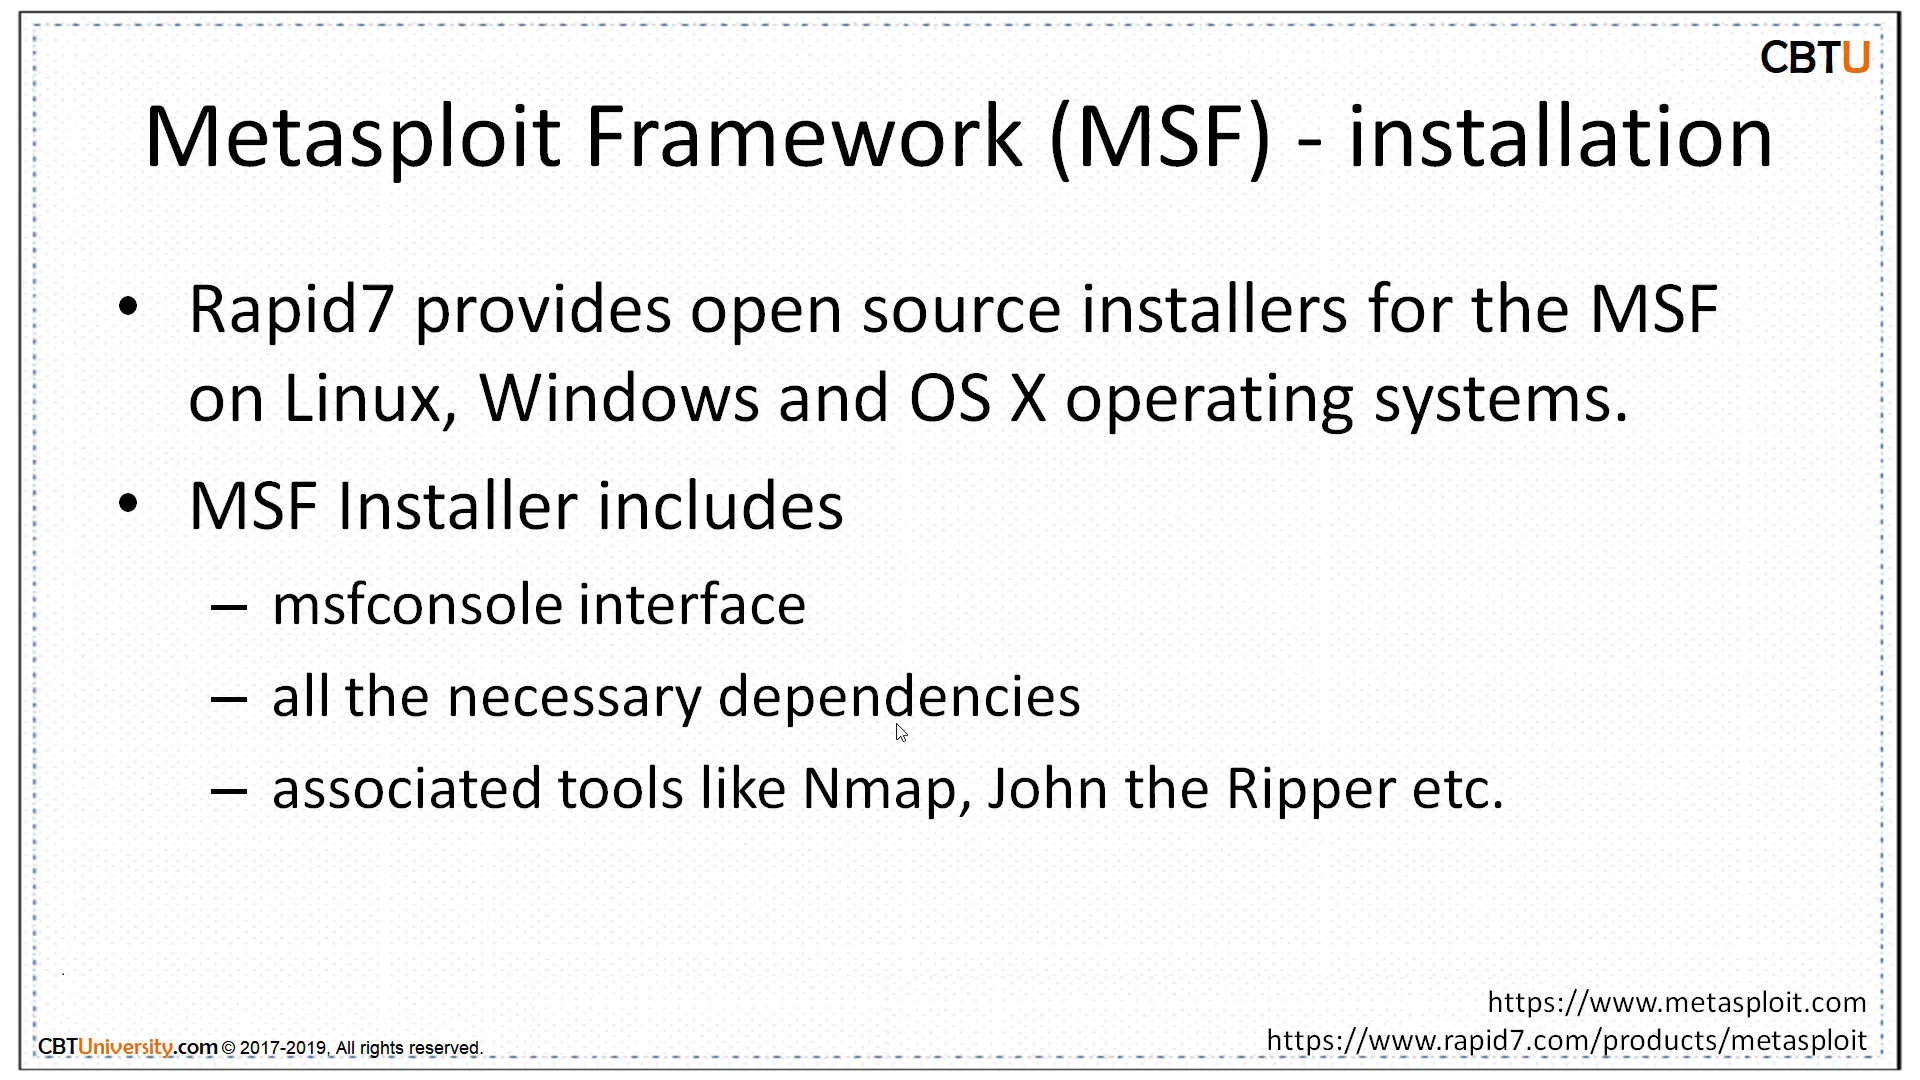 CBTU
Metasploit Framework (MSF) - installation
• Rapid7 provides open source installers for the MSF
on Linux, Windows and OS X operating systems.
• MSF Installer includes
– msfconsole interface
– all the necessary dependencies
– associated tools like Nmap, John the Ripper etc.
.
https://www.metasploit.com
https://www.rapid7.com/products/metasploit
CBTUniversity.com © 2017-2019, All rights reserved.